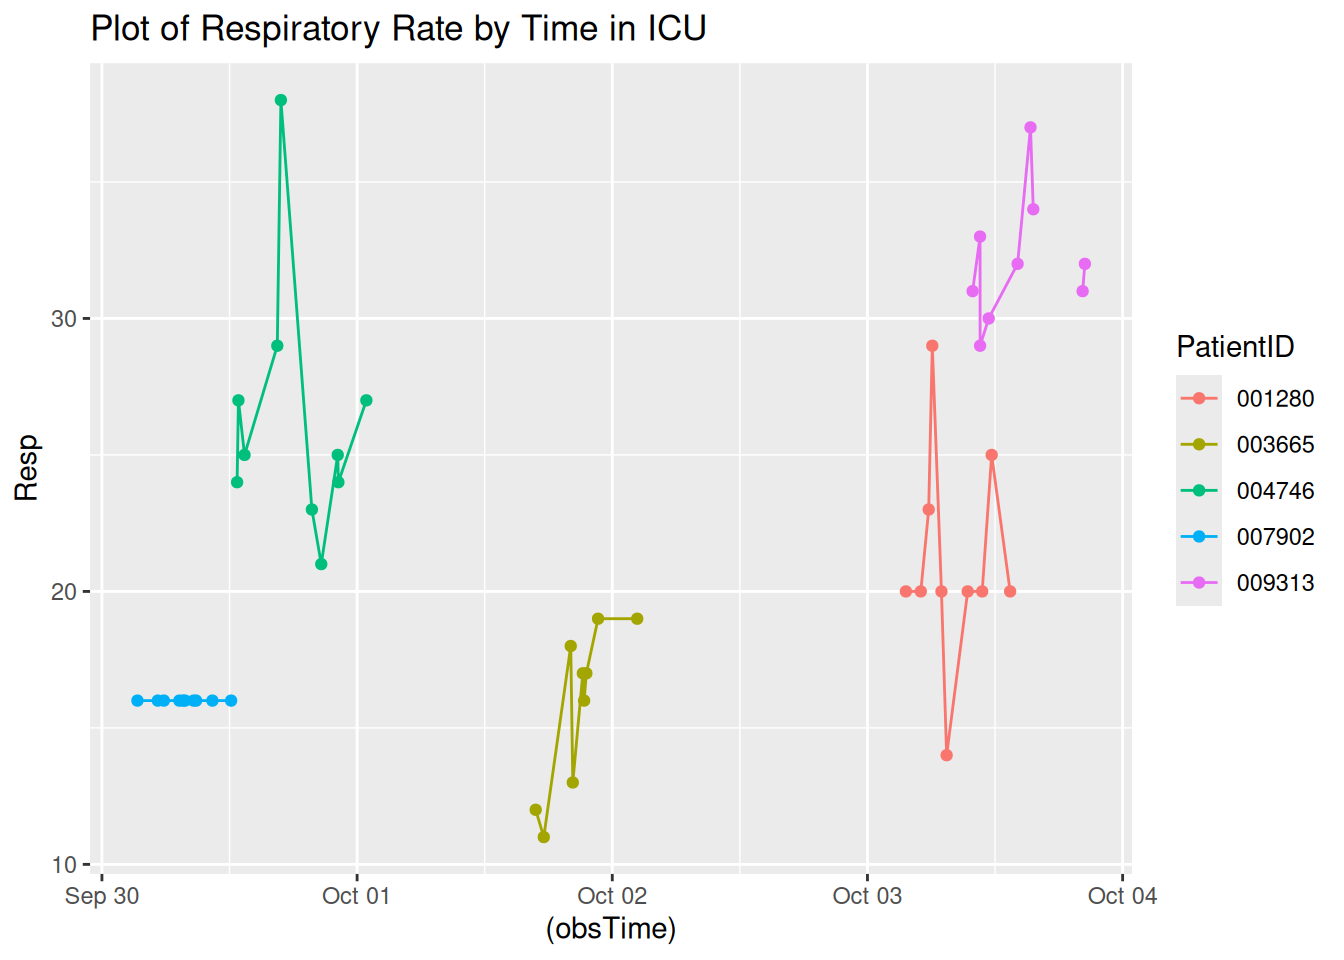 Plot of Respiratory Rate by Time in ICU
Resp
30
20
10
Sep 30
Oct 01
Oct 02
Oct 03
Oct 04
(obsTime)
PatientID
001280
003665
004746
007902
009313